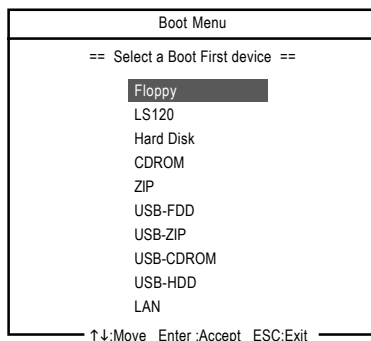 Boot Menu
== Select a Boot First device ==
Floppy
LS120
Hard Disk
CDROM
ZIP
USB-FDD
USB-ZIP
USB-CDROM
USB-HDD
LAN
↑↓:Move Enter :Accept ESC:Exit